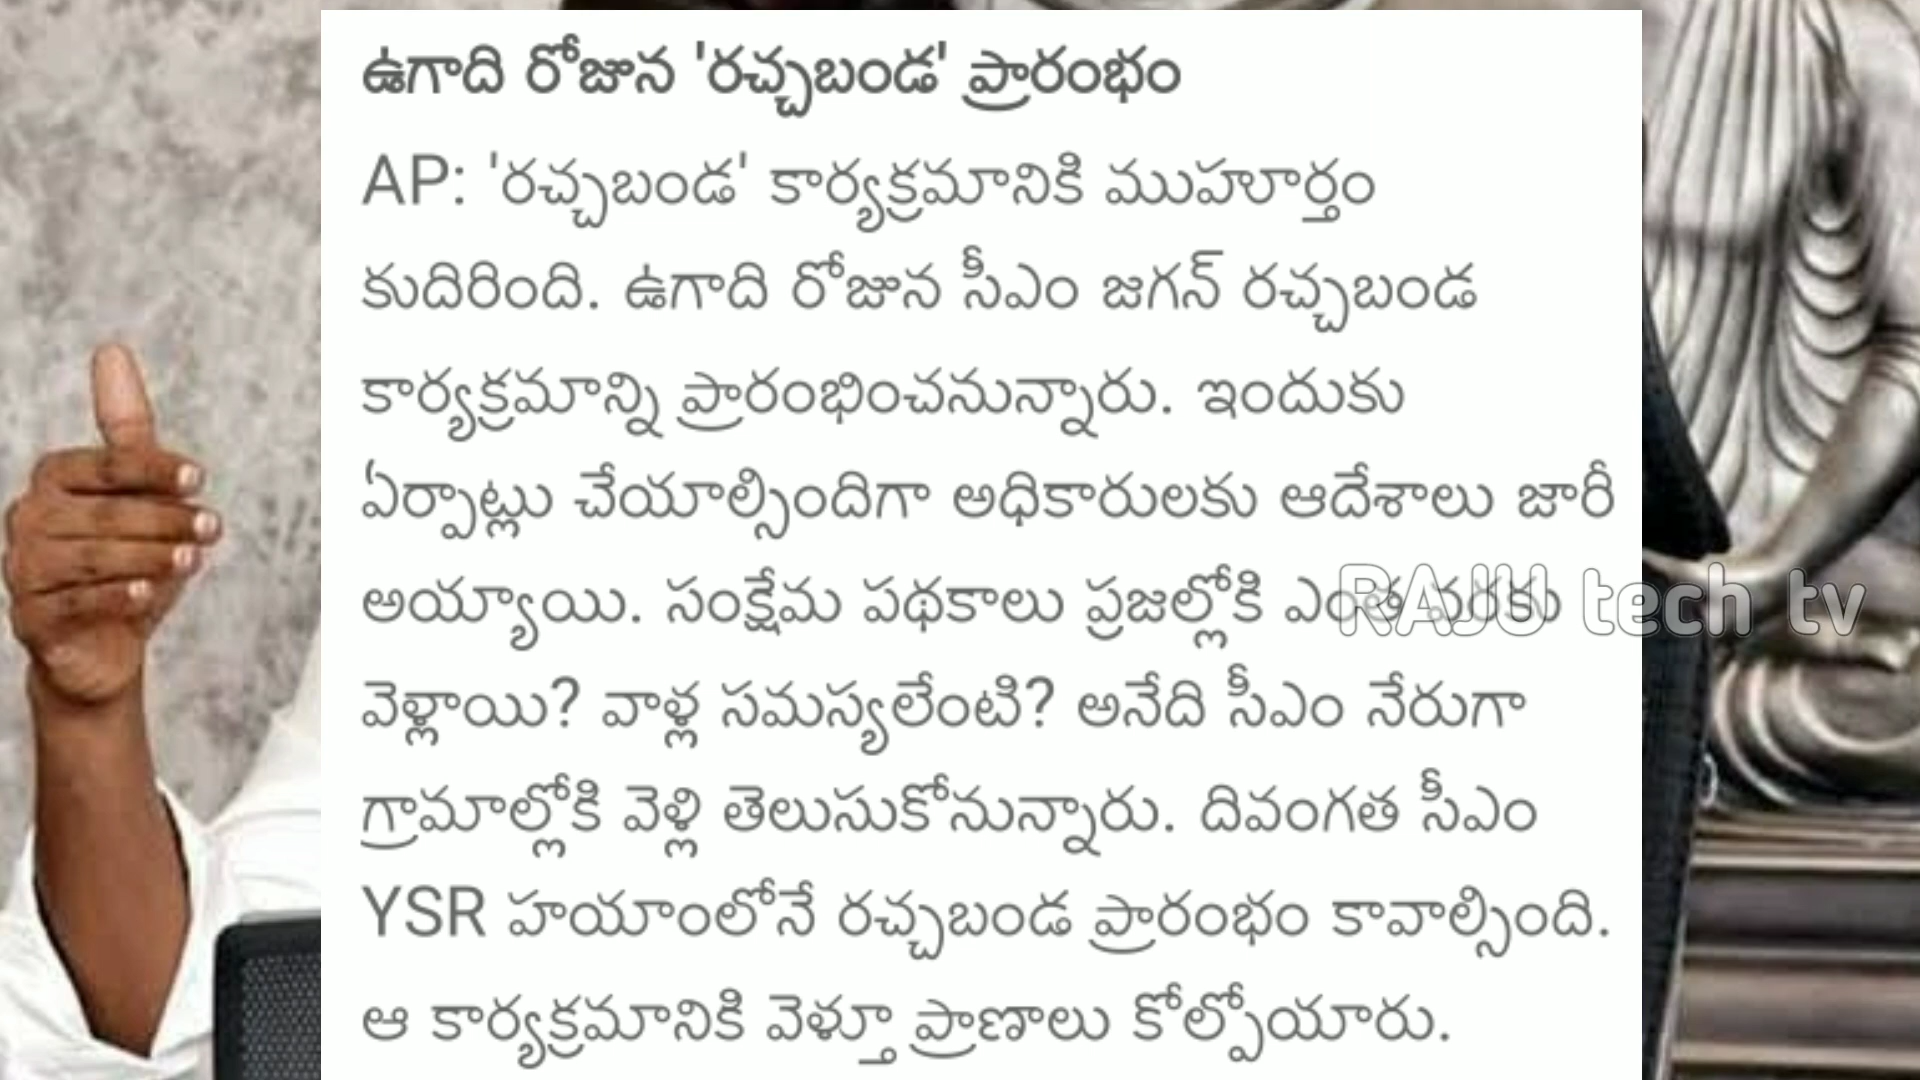 ఉగాది రోజున 'రచ్చబండ' ప్రారంభం
AP: 'రచ్చబండ' కార్యక్రమానికి ముహూర్తం
కుదిరింది. ఉగాది రోజున సీఎం జగన్ రచ్చబండ
కార్యక్రమాన్ని ప్రారంభించనున్నారు. ఇందుకు
ఏర్పాట్లు చేయాల్సిందిగా అధికారులకు ఆదేశాలు జారీ
అయ్యాయి. సంక్షేమ పథకాలు ప్రజల్లోకి ఎంత వరకు
RAJU tech tv
వెళ్లాయి? వాళ్ల సమస్యలేంటి? అనేది సీఎం నేరుగా
గ్రామాల్లోకి వెళ్లి తెలుసుకోనున్నారు. దివంగత సీఎం
YSR హయాంలోనే రచ్చబండ ప్రారంభం కావాల్సింది.
ఆ కార్యక్రమానికి వెళ్తూ ప్రాణాలు కోల్పోయారు.